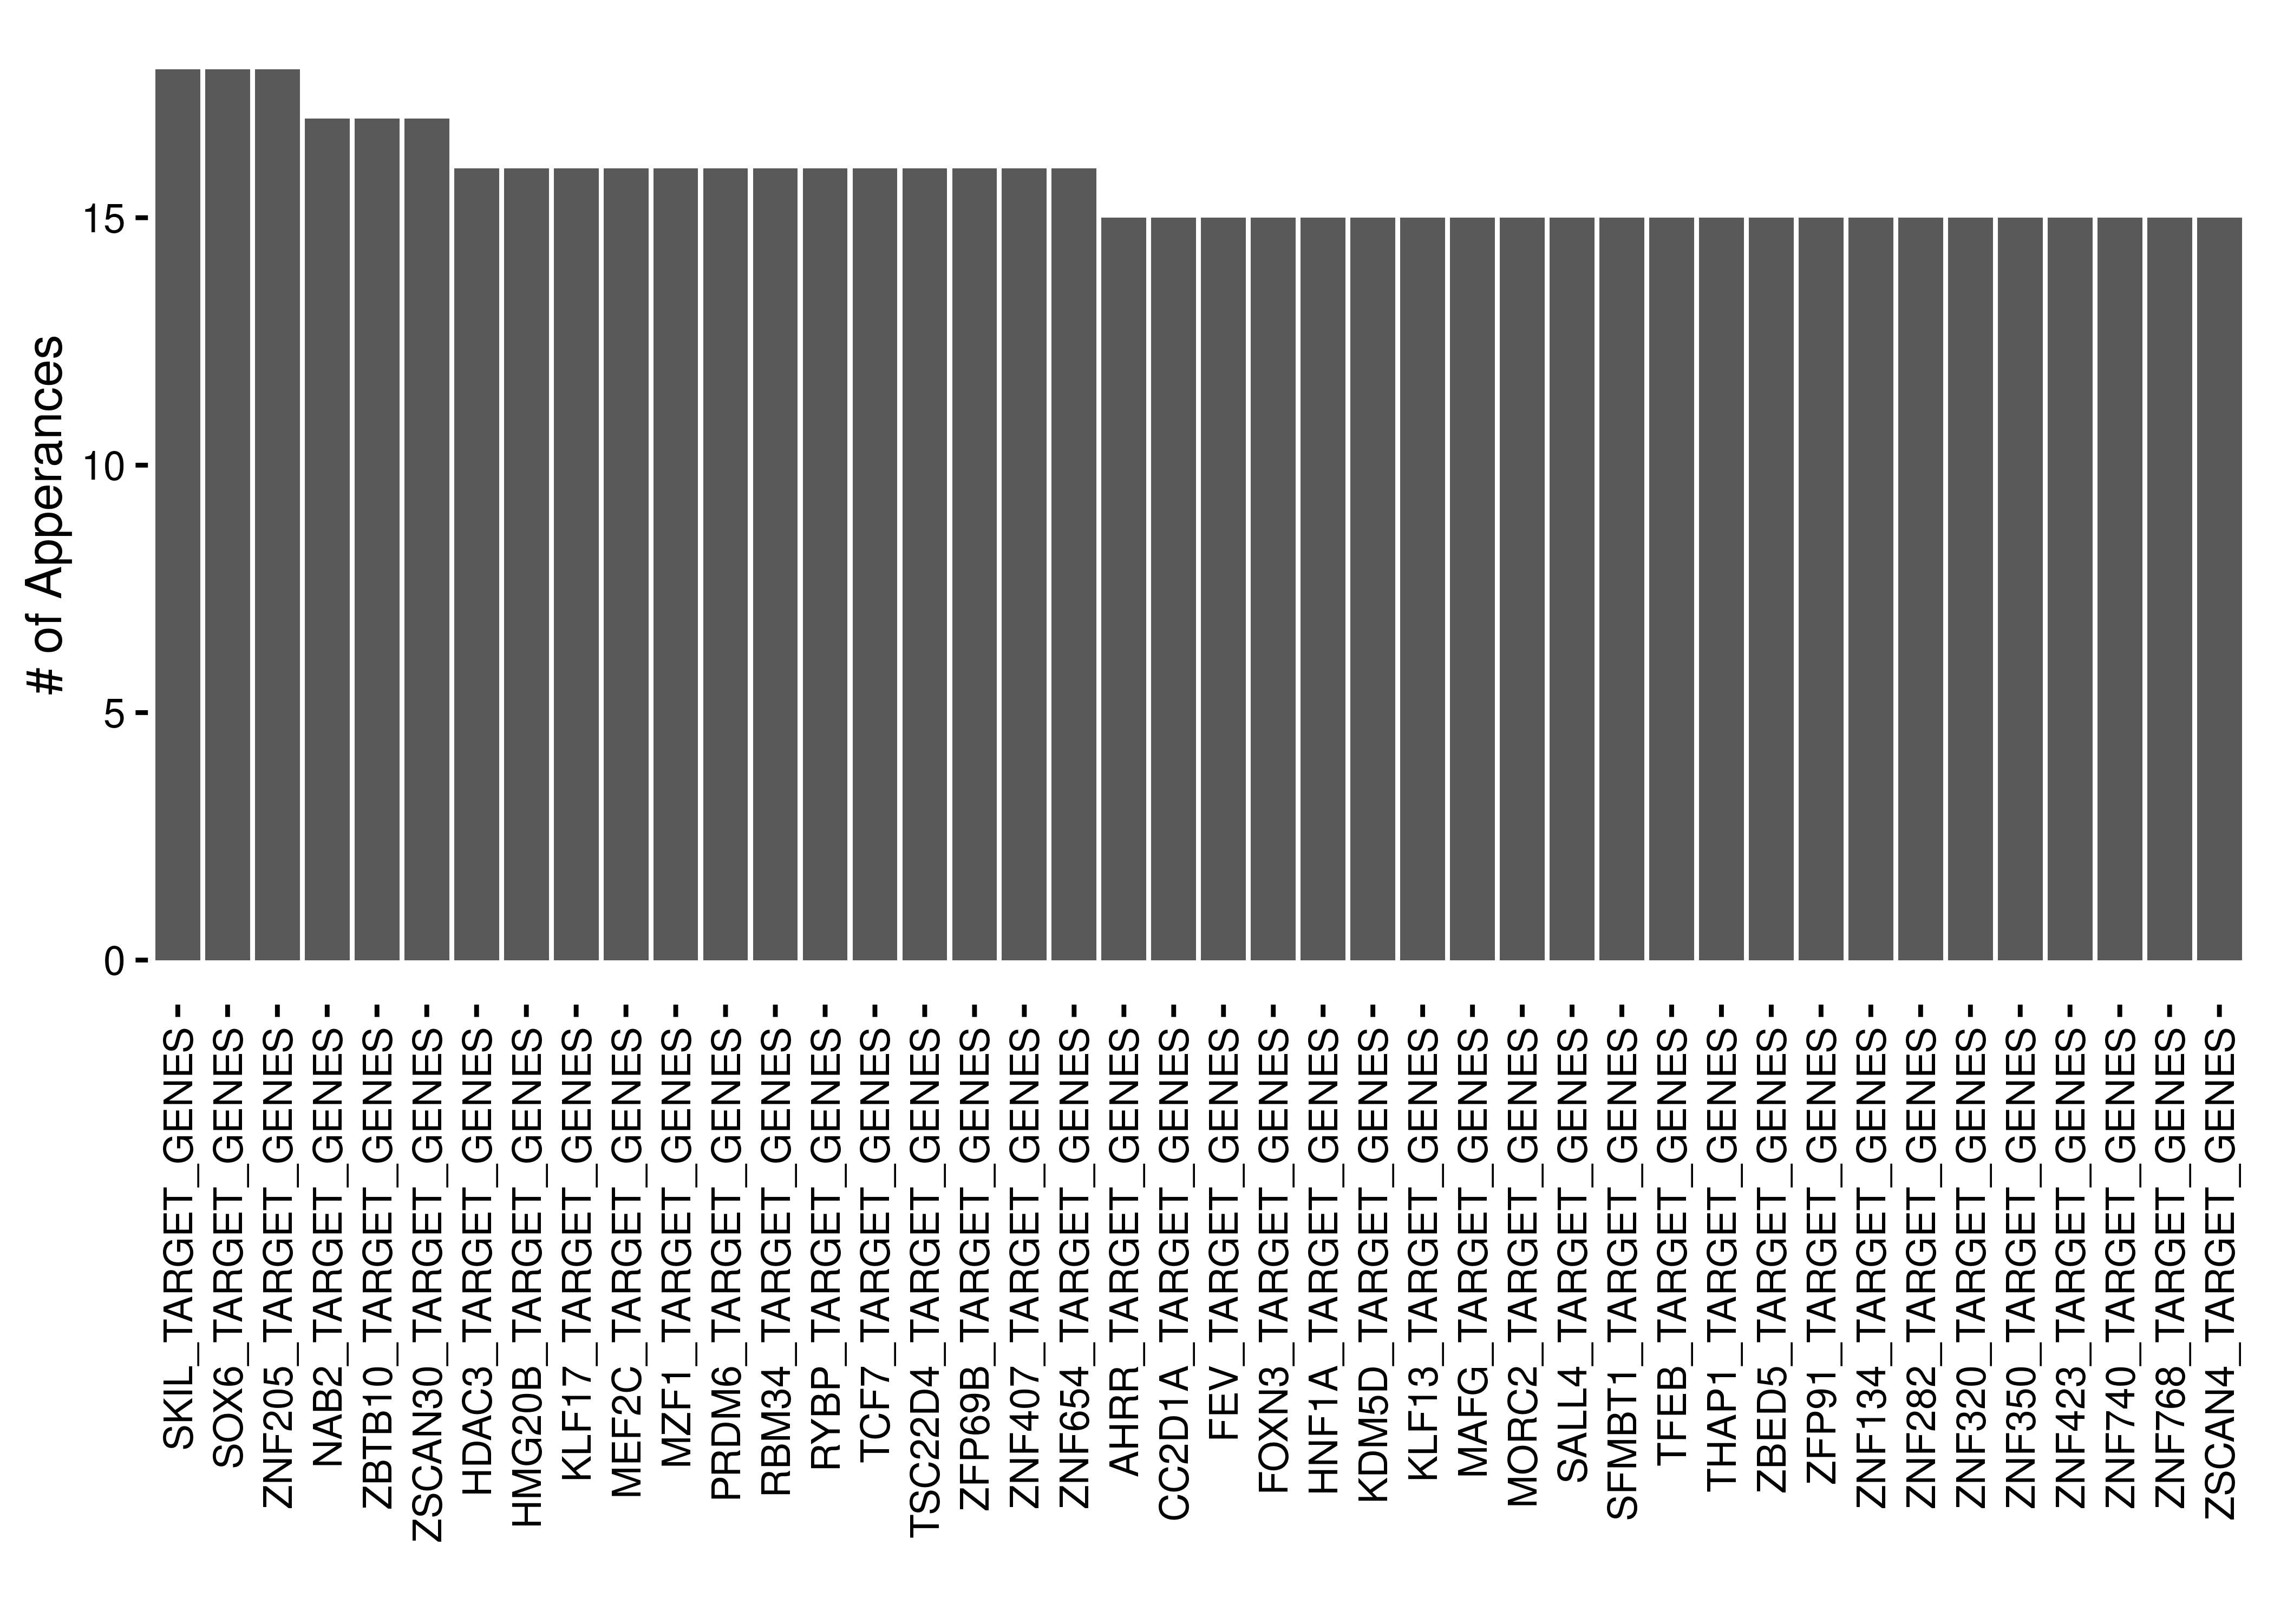 # of Apperances
15
10
5
0
SKIL_TARGET_GENES
SOX6_TARGET_GENES
ZNF205_TARGET_GENES
NAB2_TARGET_GENES
ZBTB10_TARGET_GENES
ZSCAN30_TARGET_GENES
HDAC3_TARGET_GENES
HMG20B_TARGET_GENES
KLF17_TARGET_GENES
MEF2C_TARGET_GENES
MZF1_TARGET_GENES
PRDM6_TARGET_GENES
RBM34_TARGET_GENES
RYBP_TARGET_GENES
TCF7_TARGET_GENES
TSC22D4_TARGET_GENES
ZFP69B_TARGET_GENES
ZNF407_TARGET_GENES
ZNF654_TARGET_GENES
AHRR_TARGET_GENES
CC2D1A_TARGET_GENES
FEV_TARGET_GENES
FOXN3_TARGET_GENES
HNF1A_TARGET_GENES
KDM5D_TARGET_GENES
KLF13_TARGET_GENES
MAFG_TARGET_GENES
MORC2_TARGET_GENES
SALL4_TARGET_GENES
SFMBT1_TARGET_GENES
TFEB_TARGET_GENES
THAP1_TARGET_GENES
ZBED5_TARGET_GENES
ZFP91_TARGET_GENES
ZNF134_TARGET_GENES
ZNF282_TARGET_GENES
ZNF320_TARGET_GENES
ZNF350_TARGET_GENES
ZNF423_TARGET_GENES
ZNF740_TARGET_GENES
ZNF768_TARGET_GENES
ZSCAN4_TARGET_GENES